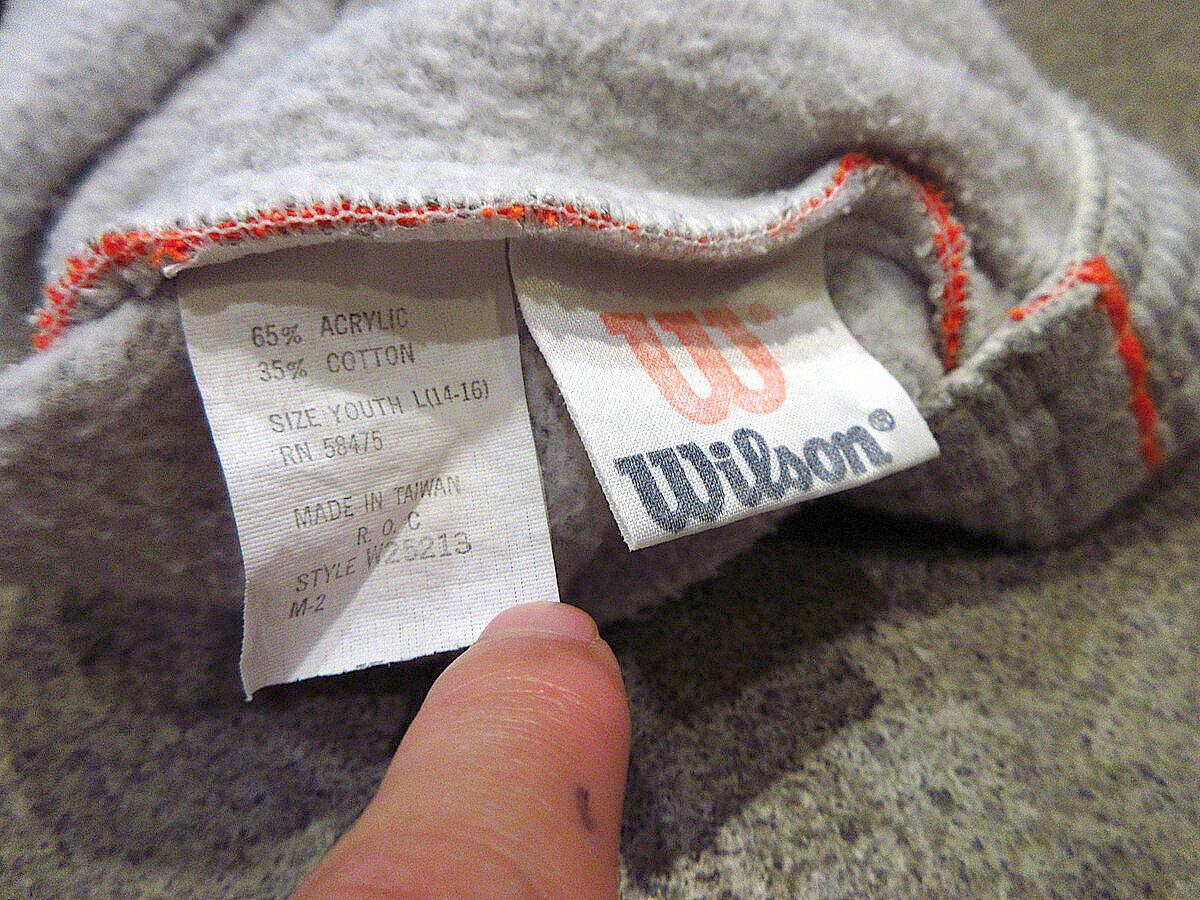 65% ACRYLIC
35% COTTON
SIZE YOUTH L(14-16)
RN 58475
MADE IN TAIWAN
R. O. C
STYLE W25213
M-2
W
Wilson®